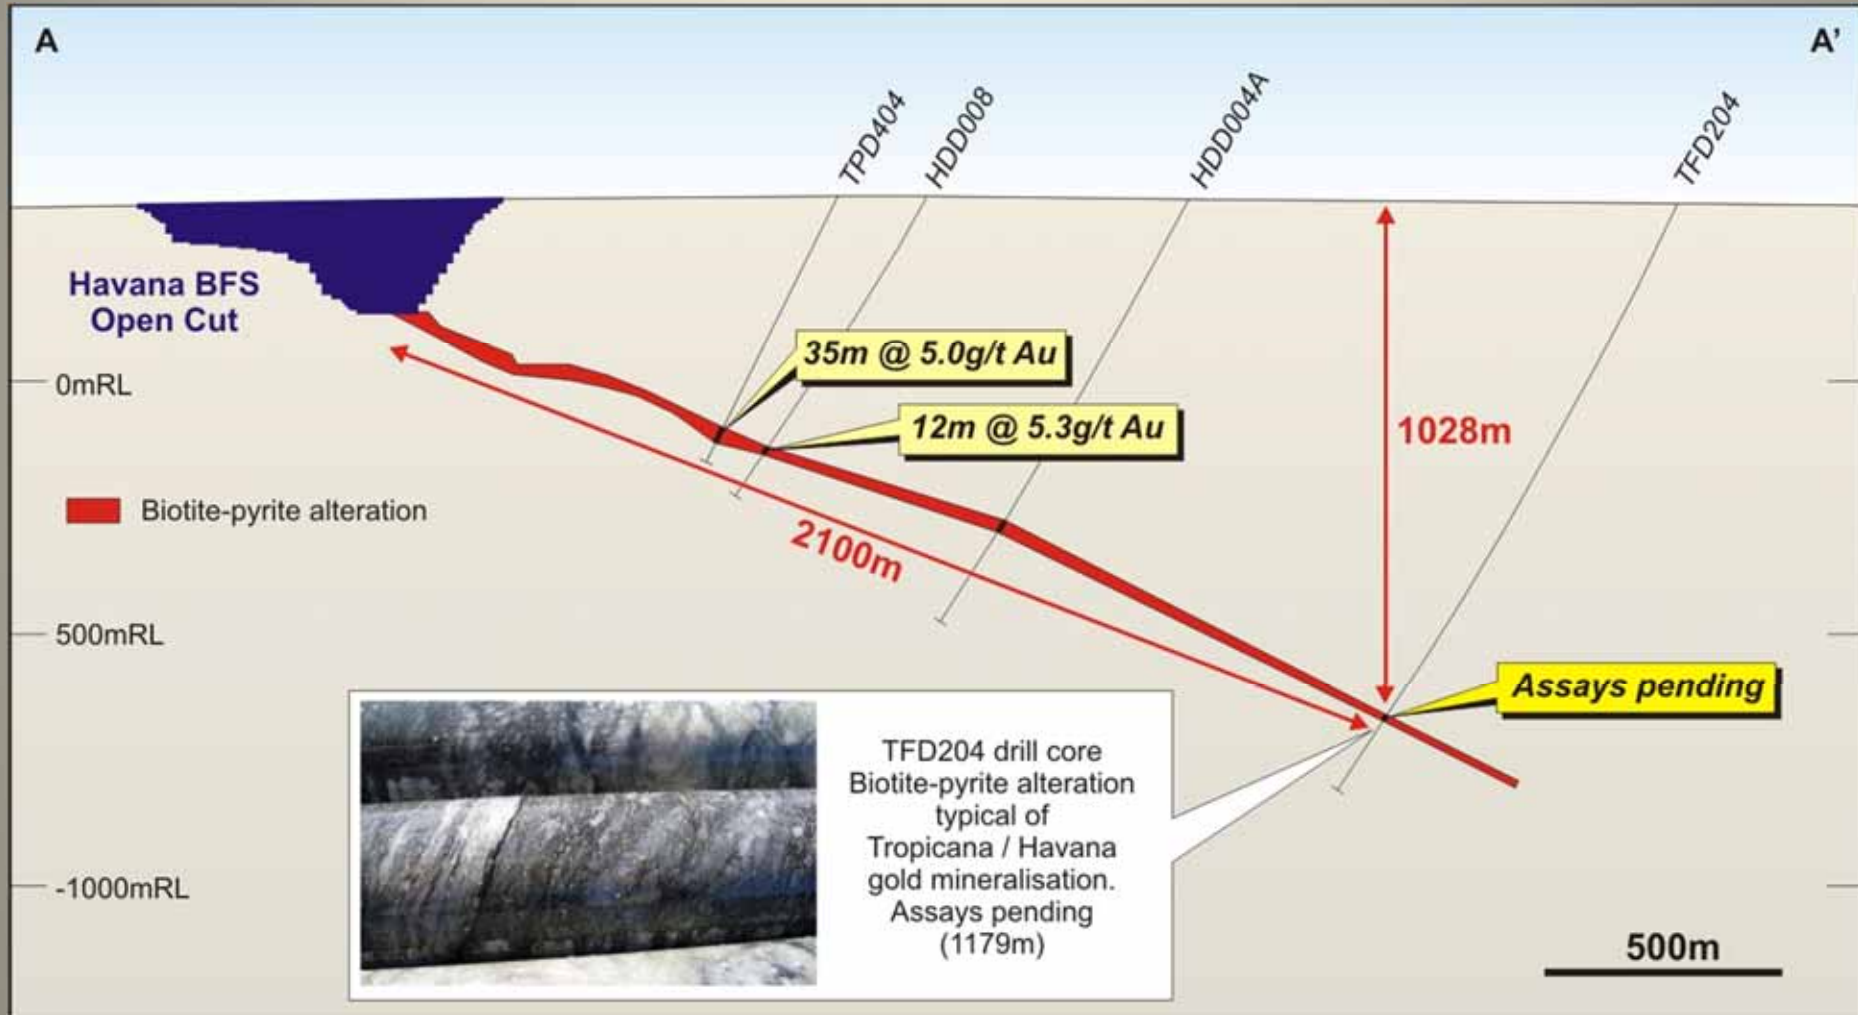 A
A'
TPD404
HDD008
HDD004A
TFD204
Havana BFS
Open Cut
35m @ 5.0g/t Au
0mRL
12m @ 5.3g/t Au
1028m
Biotite-pyrite alteration
2100m
500mRL
Assays pending
TFD204 drill core
Biotite-pyrite alteration
typical of
Tropicana / Havana
gold mineralisation.
Assays pending
(1179m)
-1000mRL
500m